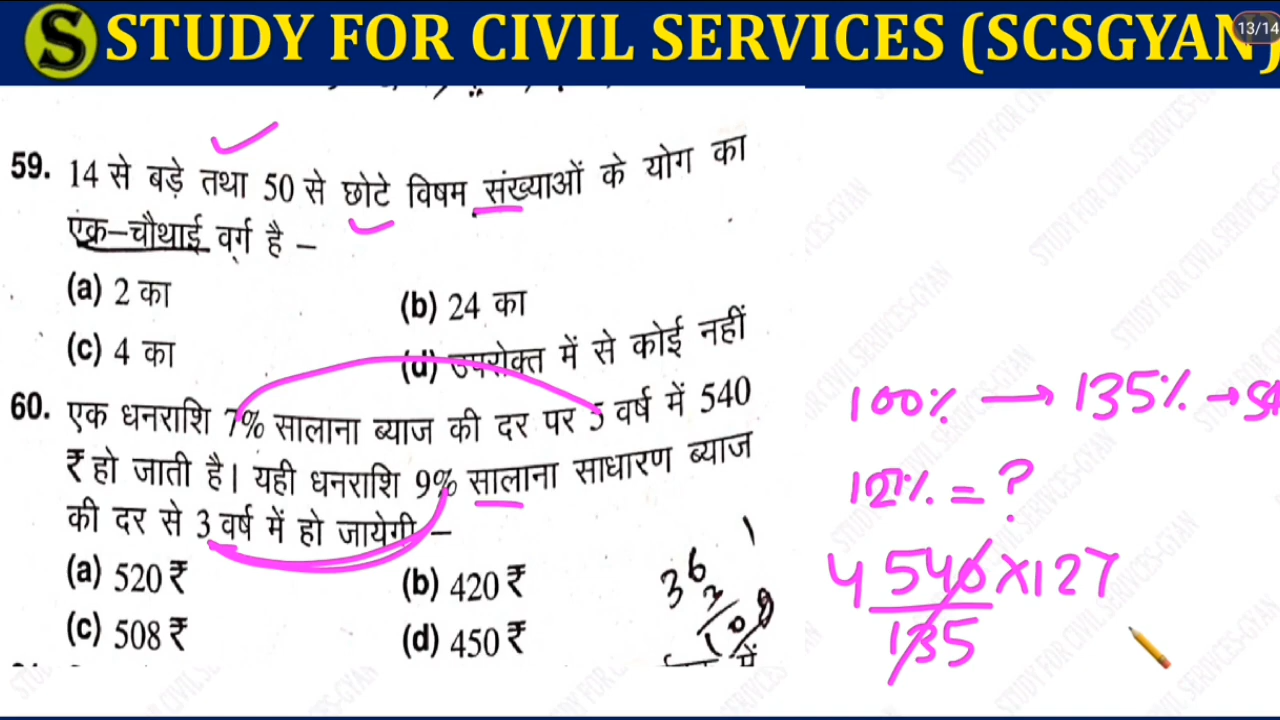 S STUDY FOR CIVIL SERVICES (SCSGYAN)
13/14
59. 14 से बड़े तथा 50 से छोटे विषम संख्याओं के योग का
एक–चौथाई वर्ग है –
(a) 2 का
(b) 24 का
(c) 4 का
(d) उपरोक्त में से कोई नहीं
60. एक धनराशि 7% सालाना ब्याज की दर पर 5 वर्ष में 540
₹ हो जाती है। यही धनराशि 9% सालाना साधारण ब्याज
की दर से 3 वर्ष में हो जायेगी –
(a) 520 ₹
(b) 420 ₹
(c) 508 ₹
(d) 450 ₹
100% → 135% → 54
127% = ?
4 540 × 127
135